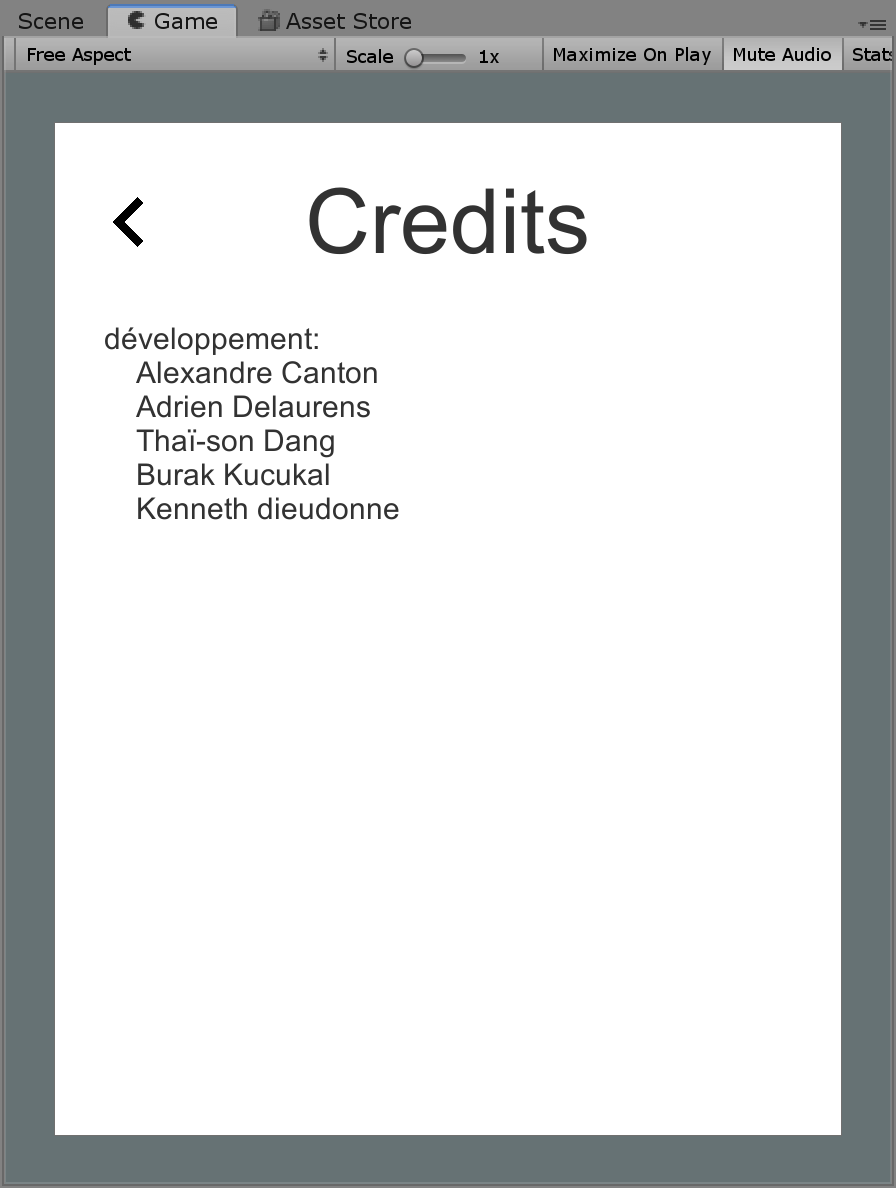 Scene Game Asset Store
Free Aspect Scale 1x Maximize On Play Mute Audio Stats
Credits
développement:
Alexandre Canton
Adrien Delaurens
Thaï-son Dang
Burak Kucukal
Kenneth dieudonne